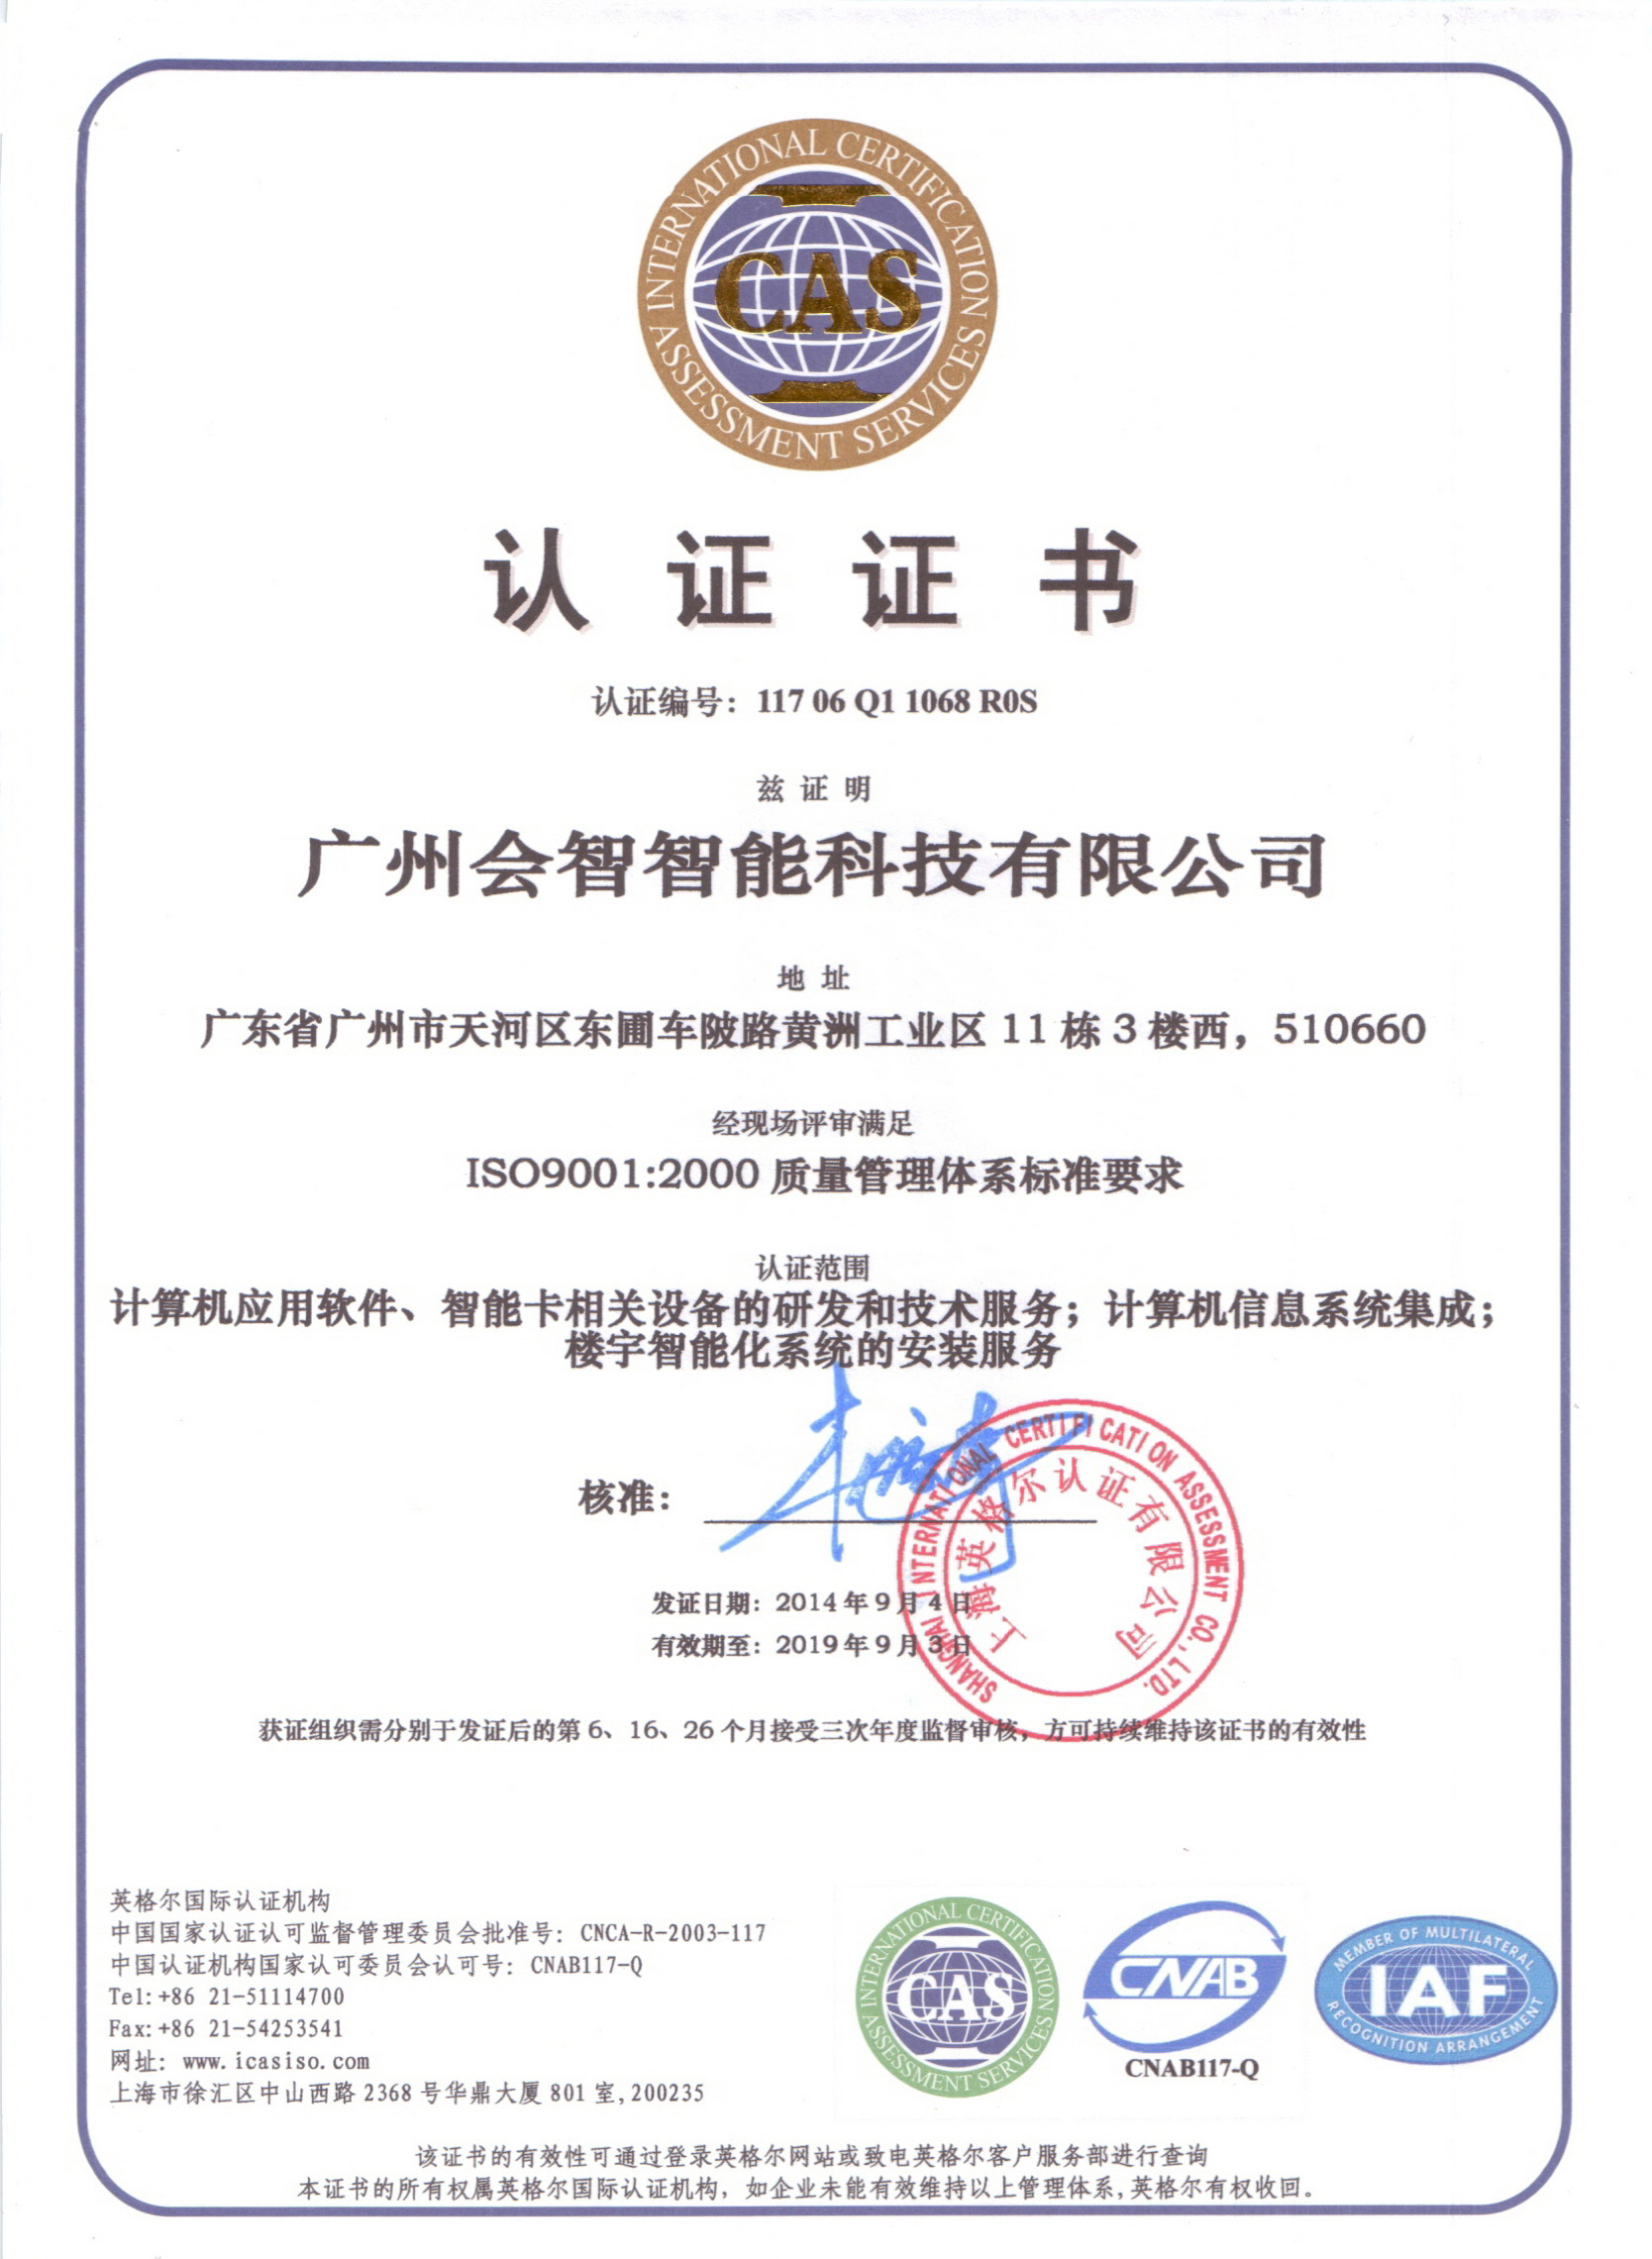 INTERNATIONAL CERTIFICATION
ASSESSMENT SERVICES
CAS
认证证书
认证编号：117 06 Q1 1068 R0S
兹证明
广州会智智能科技有限公司
地址
广东省广州市天河区东圃车陂路黄洲工业区 11 栋 3 楼西，510660
经现场评审满足
ISO9001:2000 质量管理体系标准要求
认证范围
计算机应用软件、智能卡相关设备的研发和技术服务；计算机信息系统集成；
楼宇智能化系统的安装服务
核准：
SHANGHAI INTERNATIONAL CERTIFICATION ASSESSMENT CO.,LTD.
上海英格尔认证有限公司
发证日期：2014 年 9 月 4 日
有效期至：2019 年 9 月 3 日
获证组织需分别于发证后的第 6、16、26 个月接受三次年度监督审核，方可持续维持该证书的有效性
英格尔国际认证机构
中国国家认证认可监督管理委员会批准号：CNCA-R-2003-117
中国认证机构国家认可委员会认可号：CNAB117-Q
Tel:+86 21-51114700
Fax:+86 21-54253541
网址：www.icasiso.com
上海市徐汇区中山西路 2368 号华鼎大厦 801 室,200235
INTERNATIONAL CERTIFICATION
ASSESSMENT SERVICES
CAS
CNAB
CNAB117-Q
MEMBER OF MULTILATERAL
IAF
RECOGNITION ARRANGEMENT
该证书的有效性可通过登录英格尔网站或致电英格尔客户服务部进行查询
本证书的所有权属英格尔国际认证机构，如企业未能有效维持以上管理体系,英格尔有权收回。